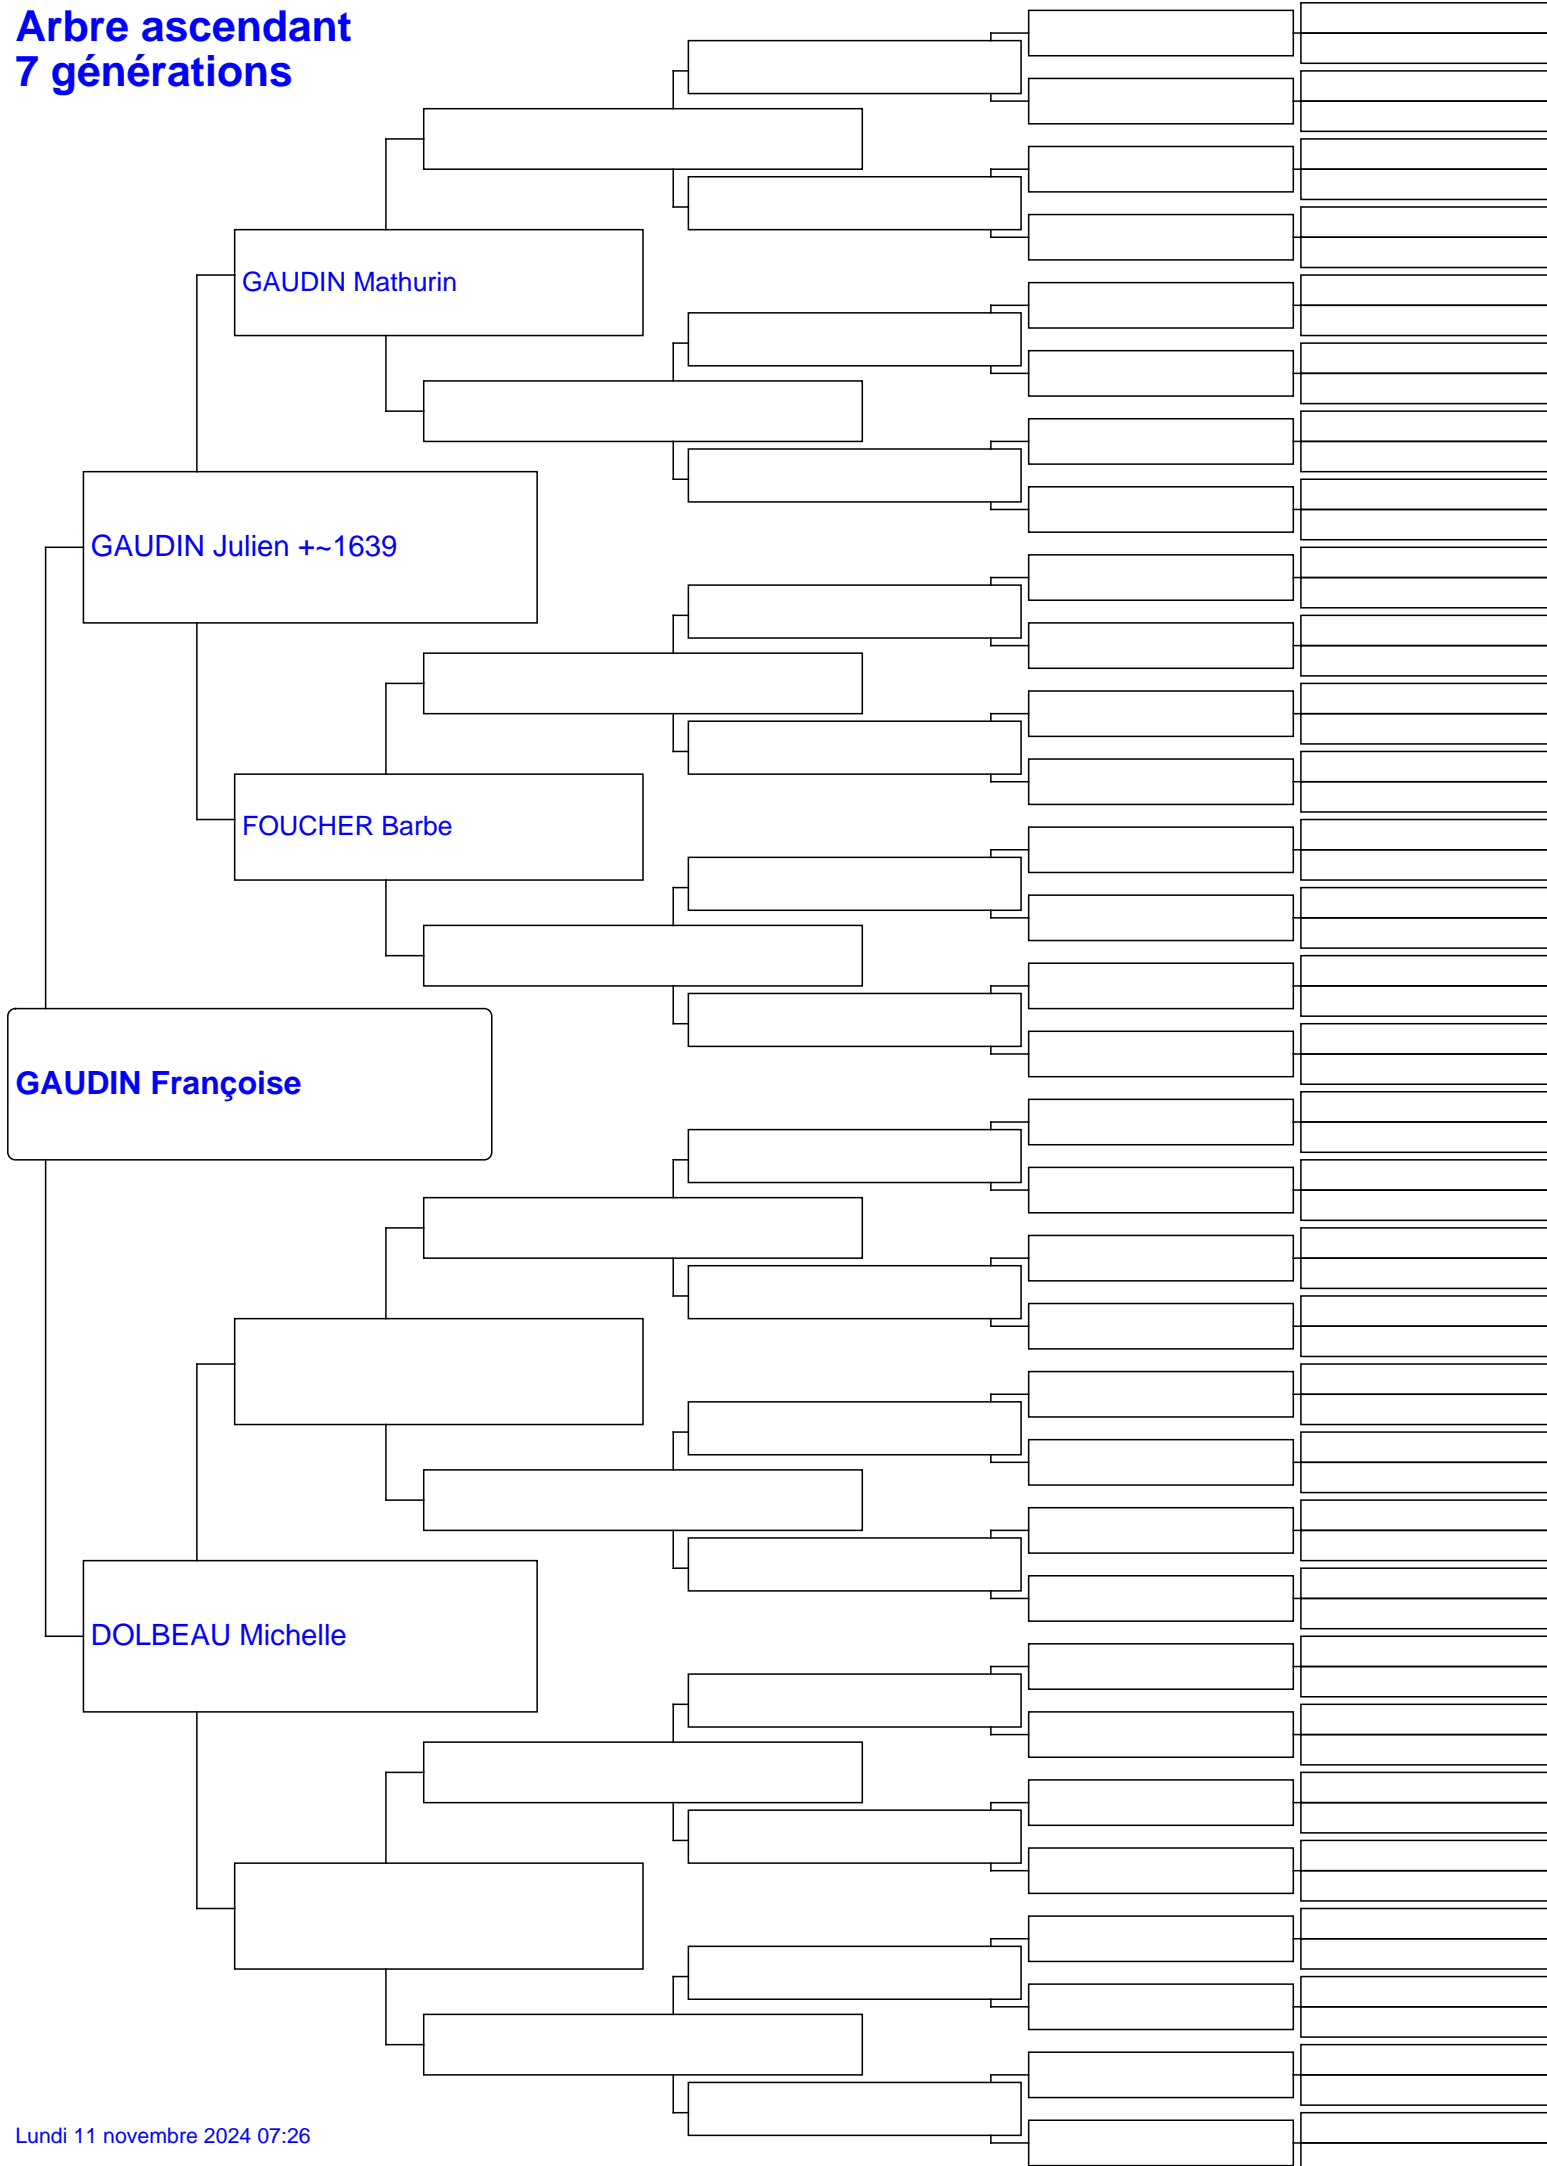 Arbre ascendant
7 générations
GAUDIN Mathurin
GAUDIN Julien +~1639
FOUCHER Barbe
GAUDIN Françoise
DOLBEAU Michelle
Lundi 11 novembre 2024 07:26